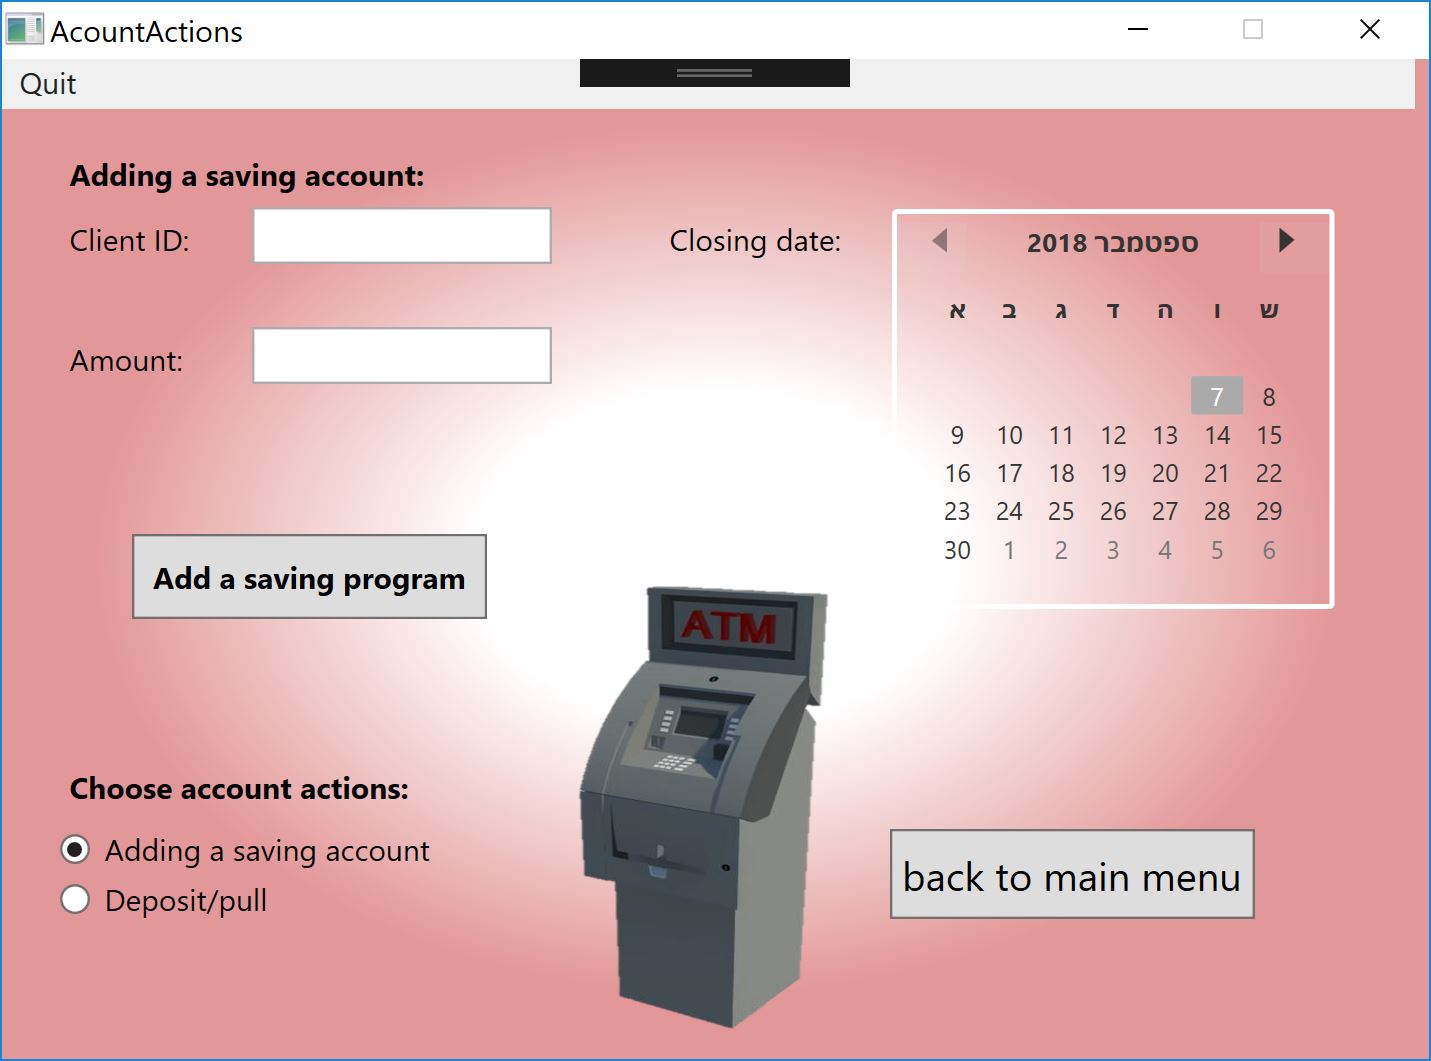 AcountActions
Quit
Adding a saving account:
Client ID:
Closing date:
ספטמבר 2018
א ב ג ד ה ו ש
Amount:
7 8
9 10 11 12 13 14 15
16 17 18 19 20 21 22
23 24 25 26 27 28 29
30 1 2 3 4 5 6
Add a saving program
ATM
Choose account actions:
Adding a saving account
Deposit/pull
back to main menu